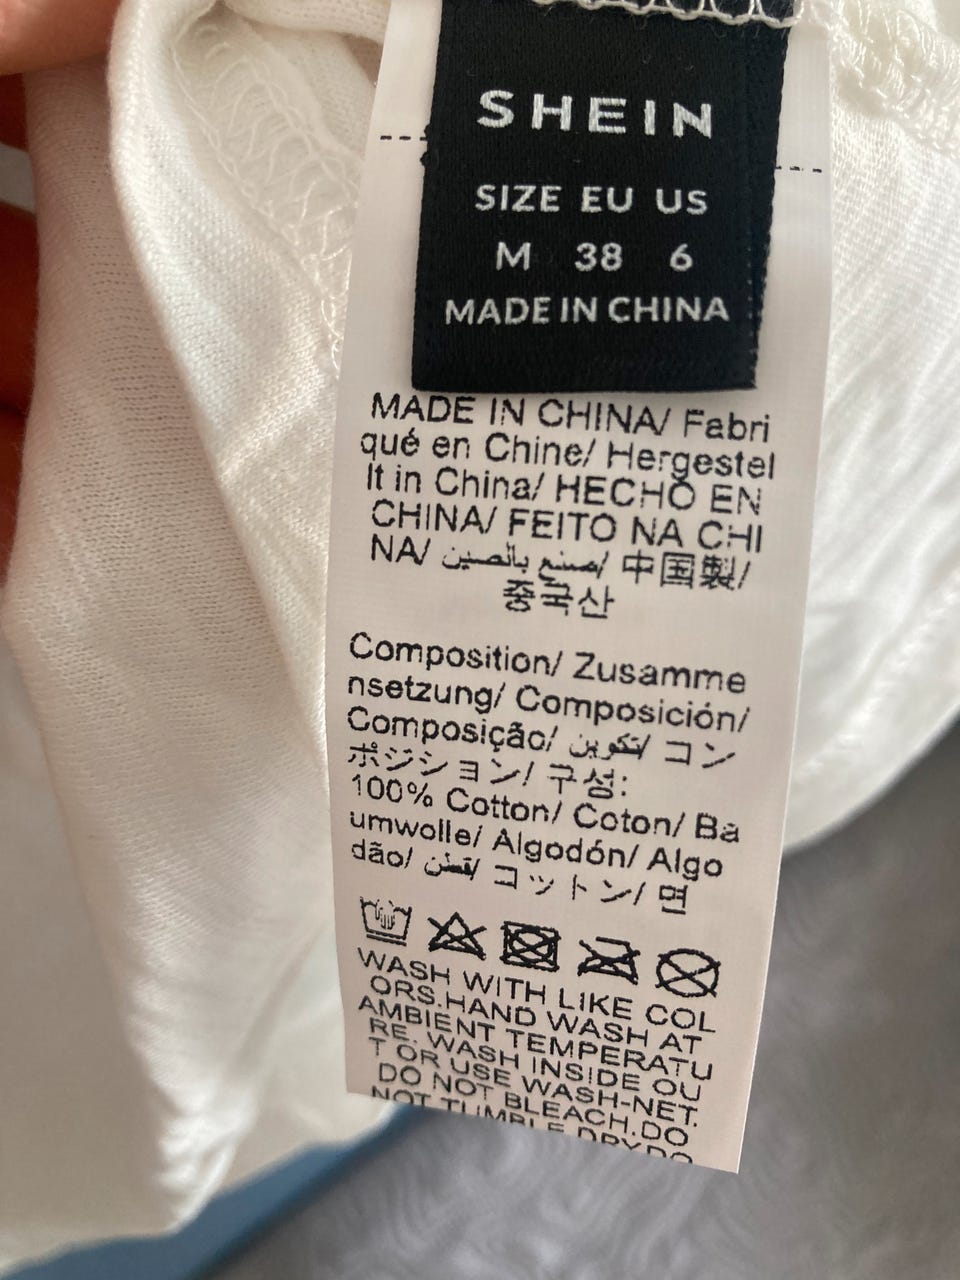 SHEIN
SIZE EU US
M 38 6
MADE IN CHINA
MADE IN CHINA/ Fabri
qué en Chine/ Hergestel
lt in China/ HECHO EN
CHINA/ FEITO NA CHI
NA/ صنع بالصين/ 中国製/
중국산
Composition/ Zusamme
nsetzung/ Composición/
Composição/ تكوين/ コン
ポジション/ 구성:
100% Cotton/ Coton/ Ba
umwolle/ Algodón/ Algo
dão/ قطن/ コットン/ 면
WASH WITH LIKE COL
ORS.HAND WASH AT
AMBIENT TEMPERATU
RE. WASH INSIDE OU
T OR USE WASH-NET.
DO NOT BLEACH.DO
NOT TUMBLE DRY.DO